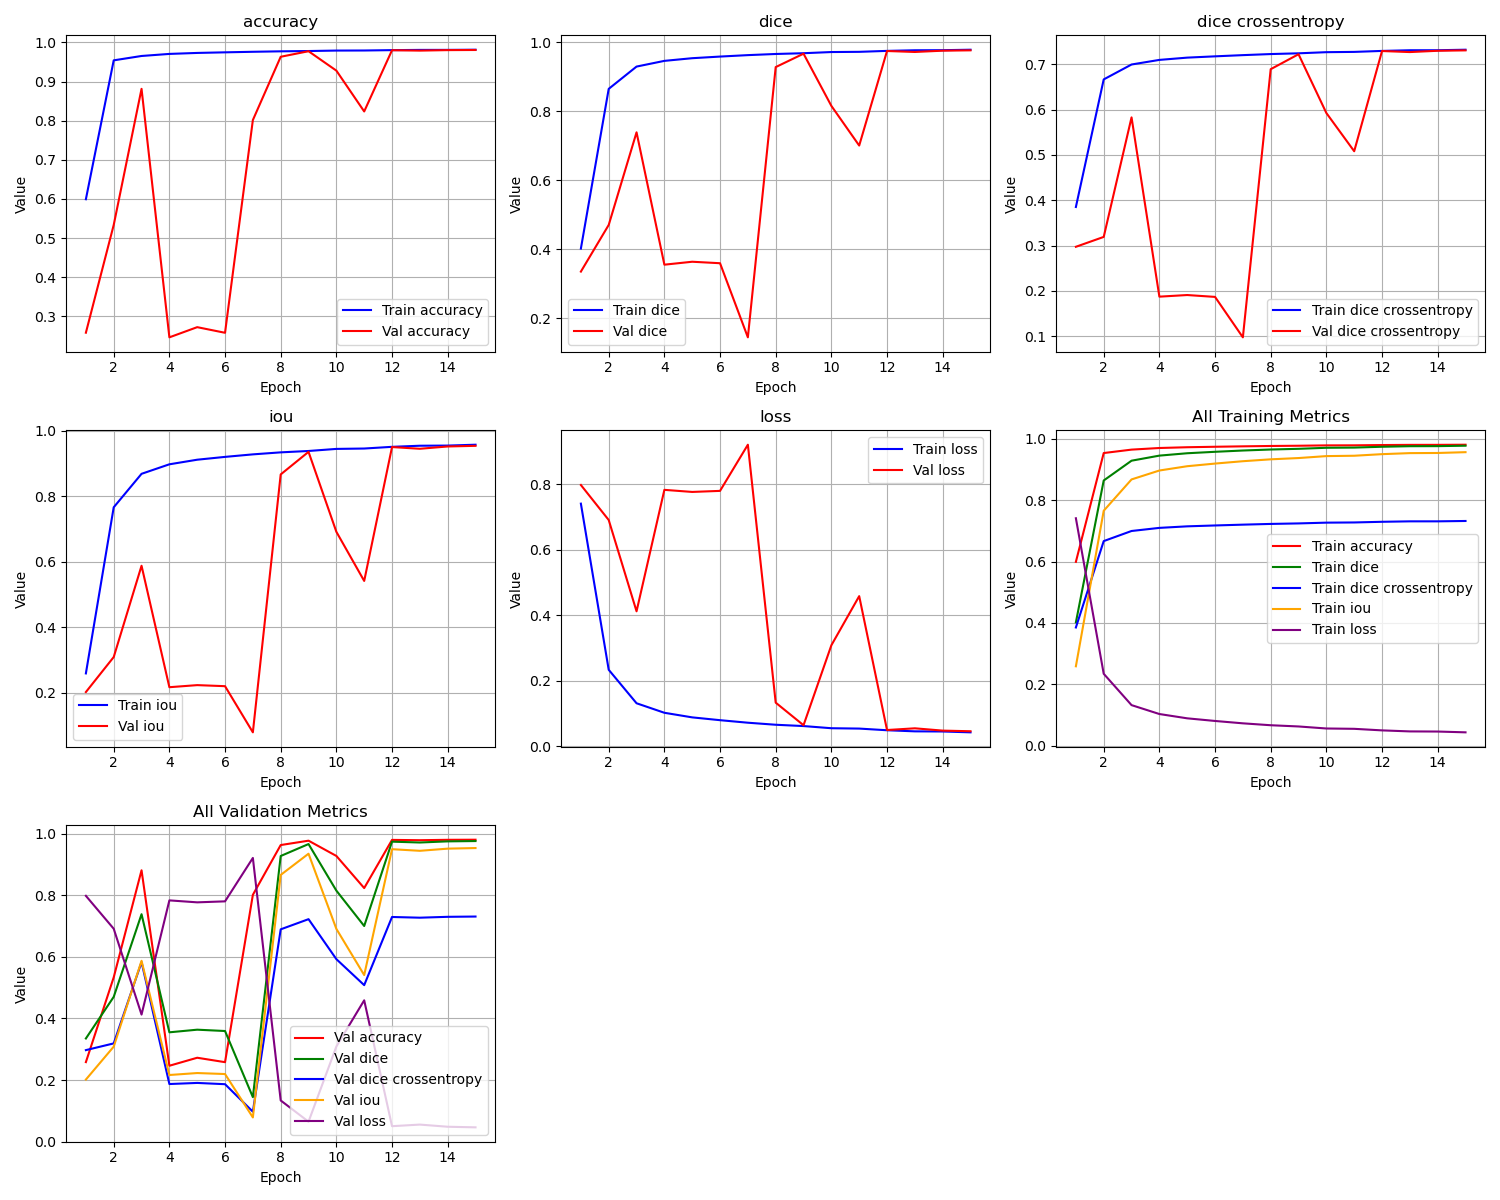 accuracy
Value
1.0
0.9
0.8
0.7
0.6
0.5
0.4
0.3
Train accuracy
Val accuracy
2 4 6 8 10 12 14
Epoch
dice
Value
1.0
0.8
0.6
0.4
0.2
Train dice
Val dice
2 4 6 8 10 12 14
Epoch
dice crossentropy
Value
0.7
0.6
0.5
0.4
0.3
0.2
0.1
Train dice crossentropy
Val dice crossentropy
2 4 6 8 10 12 14
Epoch
iou
Value
1.0
0.8
0.6
0.4
0.2
Train iou
Val iou
2 4 6 8 10 12 14
Epoch
loss
Value
0.8
0.6
0.4
0.2
0.0
Train loss
Val loss
2 4 6 8 10 12 14
Epoch
All Training Metrics
Value
1.0
0.8
0.6
0.4
0.2
0.0
Train accuracy
Train dice
Train dice crossentropy
Train iou
Train loss
2 4 6 8 10 12 14
Epoch
All Validation Metrics
Value
1.0
0.8
0.6
0.4
0.2
0.0
Val accuracy
Val dice
Val dice crossentropy
Val iou
Val loss
2 4 6 8 10 12 14
Epoch